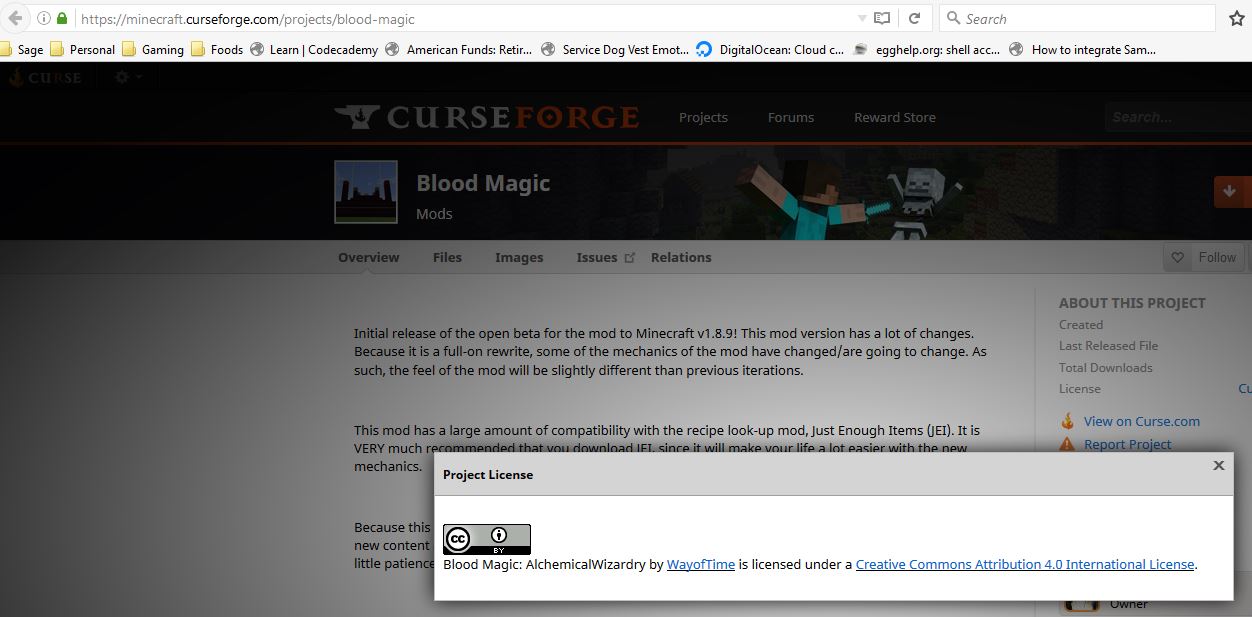 https://minecraft.curseforge.com/projects/blood-magic
Search
Sage Personal Gaming Foods Learn | Codecademy American Funds: Retir... Service Dog Vest Emot... DigitalOcean: Cloud c... egghelp.org: shell acc... How to integrate Sam...
CURSE
CURSEFORGE Projects Forums Reward Store Search...
Blood Magic
Mods
Overview Files Images Issues Relations Follow
Initial release of the open beta for the mod to Minecraft v1.8.9! This mod version has a lot of changes.
Because it is a full-on rewrite, some of the mechanics of the mod have changed/are going to change. As
such, the feel of the mod will be slightly different than previous iterations.
This mod has a large amount of compatibility with the recipe look-up mod, Just Enough Items (JEI). It is
VERY much recommended that you download JEI, since it will make your life a lot easier with the new
mechanics.
Because this
new content
little patience
ABOUT THIS PROJECT
Created
Last Released File
Total Downloads
License Cu
View on Curse.com
Report Project
Project License
cc BY
Blood Magic: AlchemicalWizardry by WayofTime is licensed under a Creative Commons Attribution 4.0 International License.
Owner